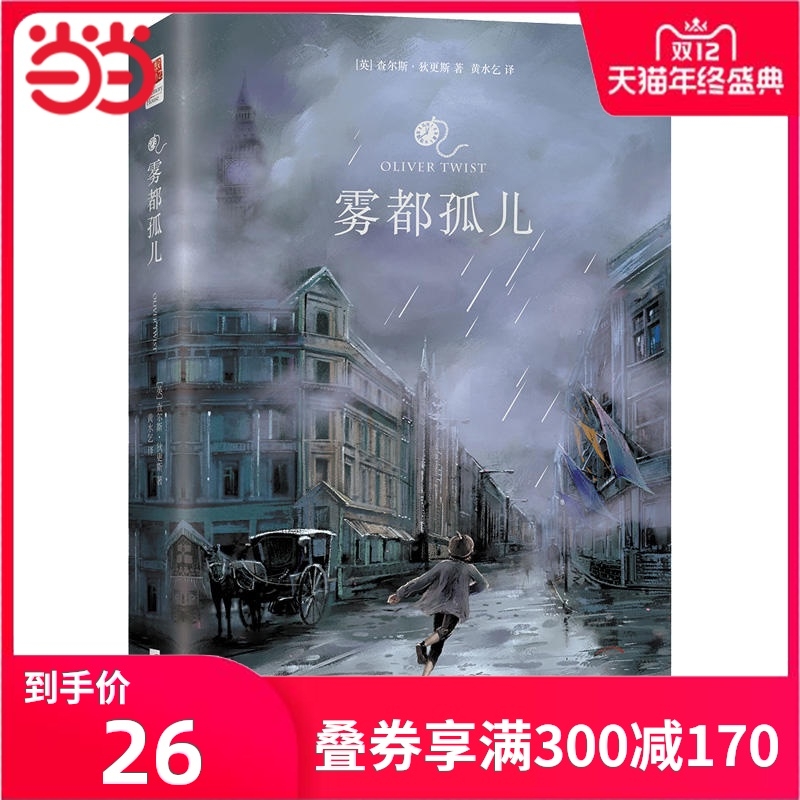 当当
双12
天猫年终盛典
[英] 查尔斯·狄更斯 著 黄水乞 译
OLIVER TWIST
雾都孤儿
雾都孤儿
OLIVER TWIST
[英] 查尔斯·狄更斯 著
黄水乞 译
到手价
26
叠券享满300减170